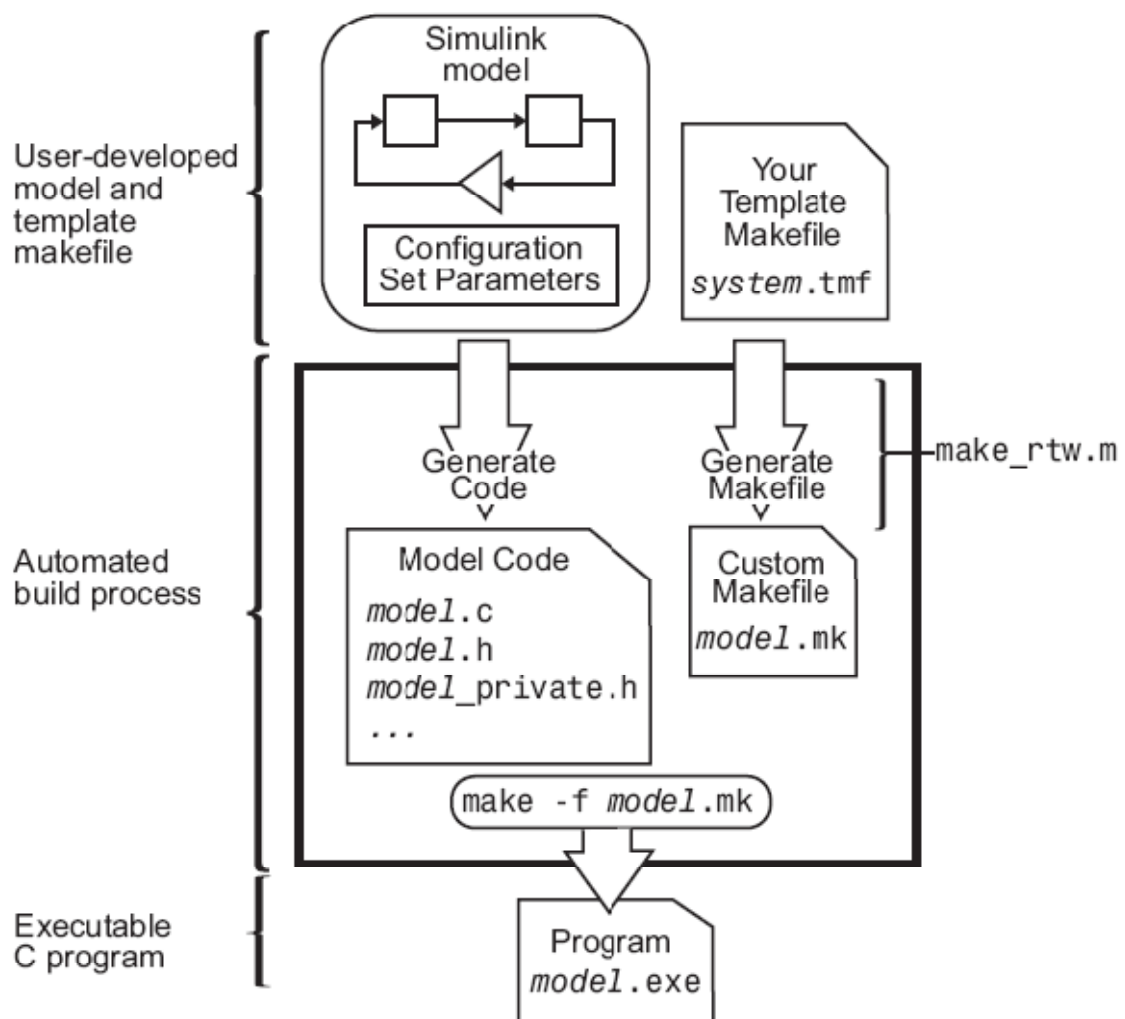 Simulink
model
Configuration
Set Parameters
User-developed
model and
template
makefile
Your
Template
Makefile
system.tmf
Generate
Code
Generate
Makefile
make_rtw.m
Automated
build process
Model Code
model.c
model.h
model_private.h
...
Custom
Makefile
model.mk
make -f model.mk
Executable
C program
Program
model.exe